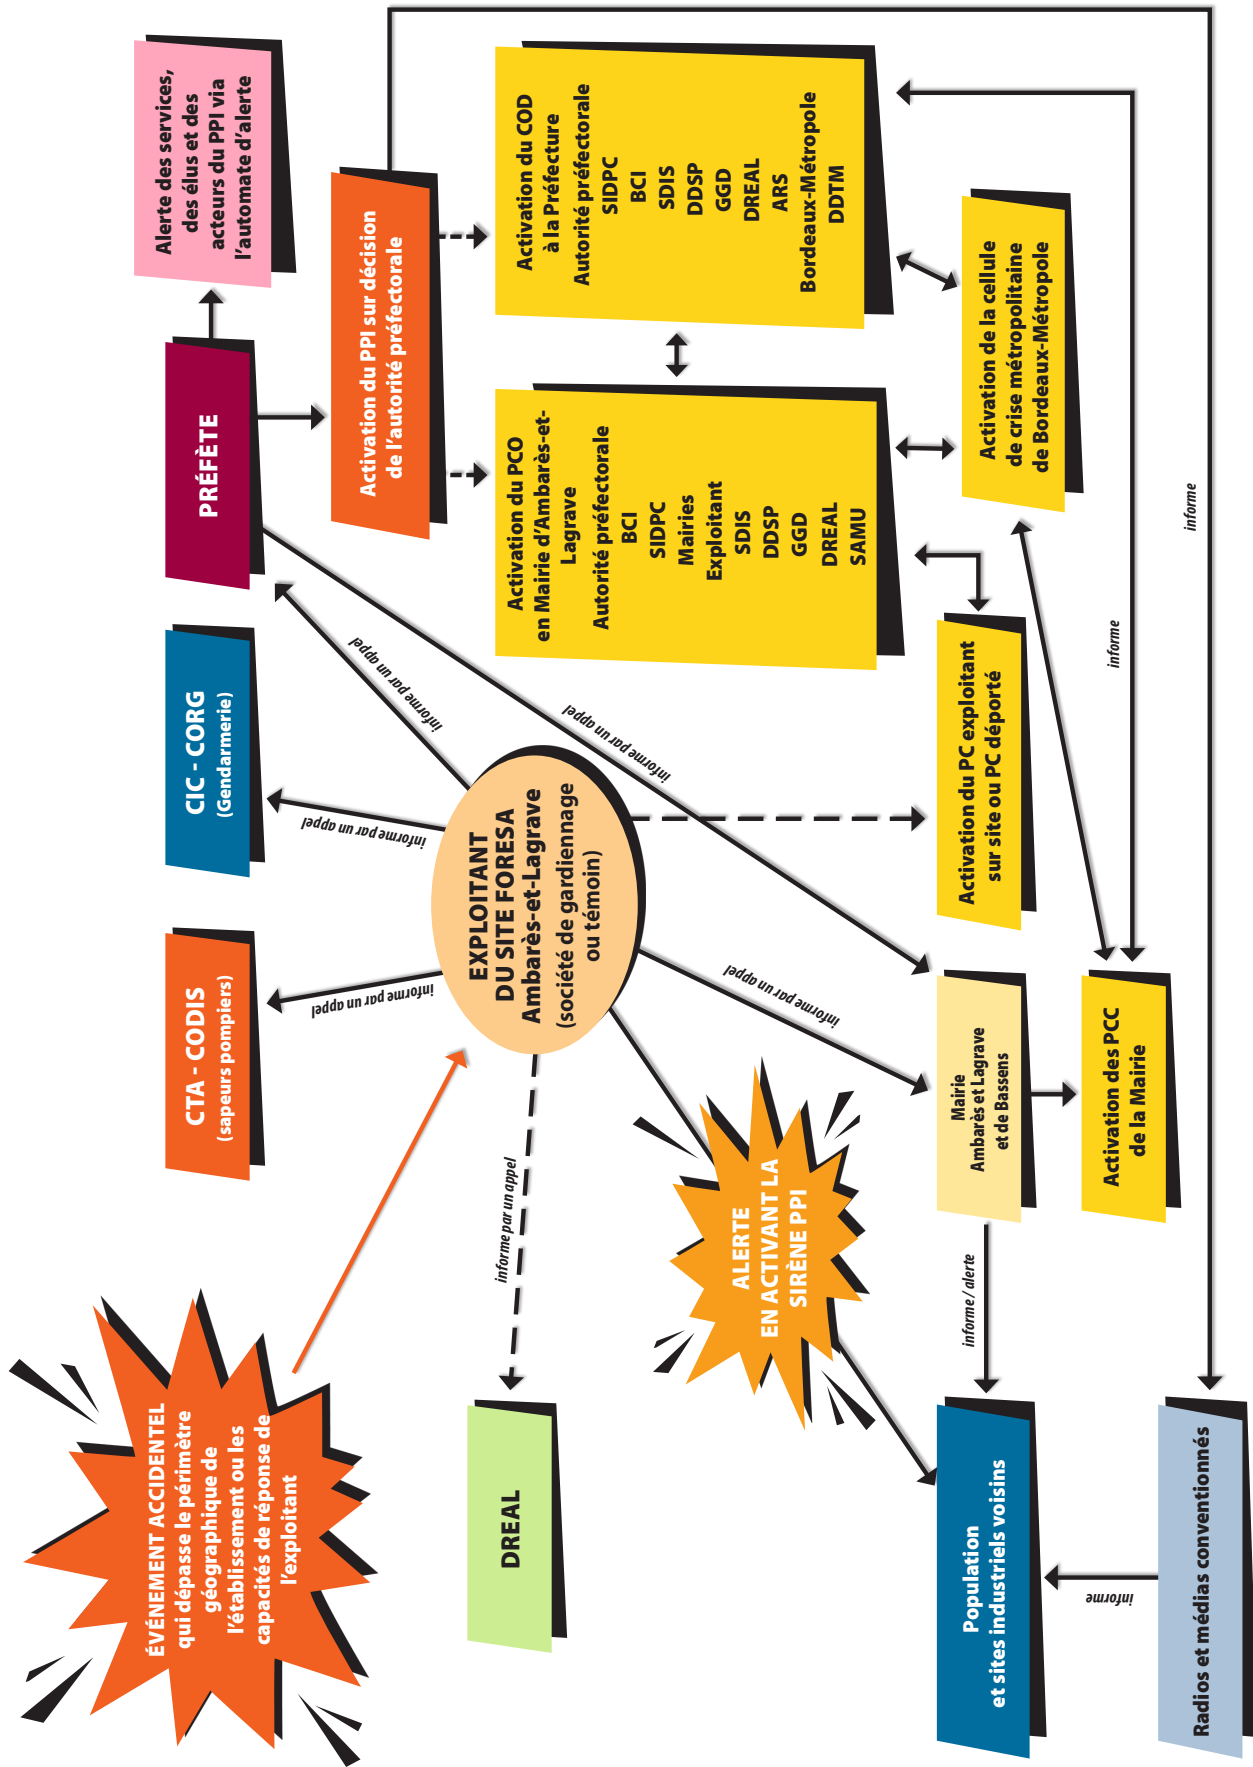 ÉVÉNEMENT ACCIDENTEL
qui dépasse le périmètre
géographique de
l'établissement ou les
capacités de réponse de
l'exploitant
CTA - CODIS
(sapeurs pompiers)
CIC - CORG
(Gendarmerie)
PRÉFÈTE
Alerte des services,
des élus et des
acteurs du PPI via
l'automate d'alerte
informe par un appel
informe par un appel
informe par un appel
Activation du PPI sur décision
de l'autorité préfectorale
DREAL
informe par un appel
EXPLOITANT
DU SITE FORESA
Ambarès-et-Lagrave
(société de gardiennage
ou témoin)
informe par un appel
Activation du PCO
en Mairie d'Ambarès-et-
Lagrave
Autorité préfectorale
BCI
SIDPC
Mairies
Exploitant
SDIS
DDSP
GGD
DREAL
SAMU
Activation du COD
à la Préfecture
Autorité préfectorale
SIDPC
BCI
SDIS
DDSP
GGD
DREAL
ARS
Bordeaux-Métropole
DDTM
ALERTE
EN ACTIVANT LA
SIRÈNE PPI
informe par un appel
Population
et sites industriels voisins
informe / alerte
Mairie
Ambarès et Lagrave
et de Bassens
Activation du PC exploitant
sur site ou PC déporté
Activation de la cellule
de crise métropolitaine
de Bordeaux-Métropole
Activation des PCC
de la Mairie
informe
informe
Radios et médias conventionnés
informe